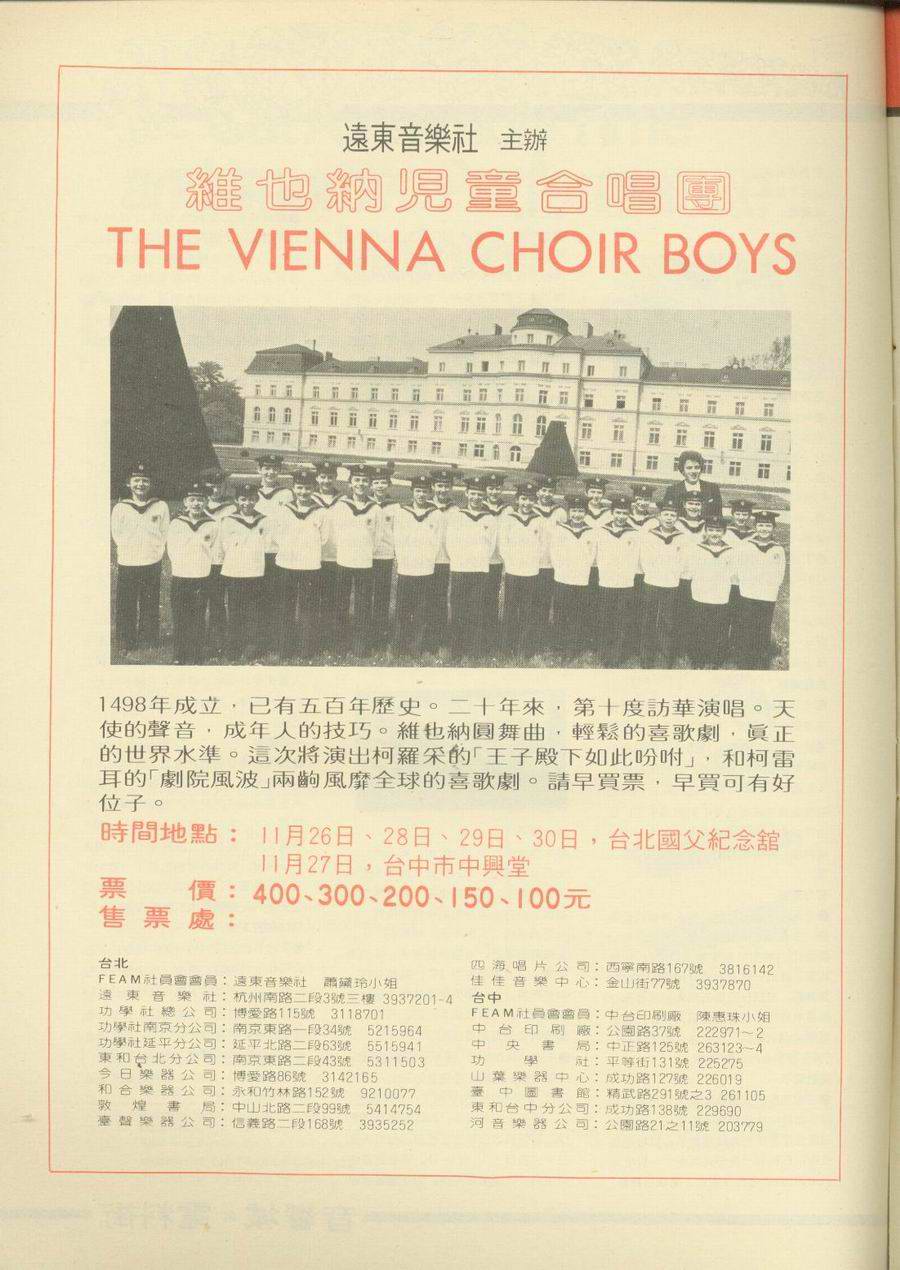 遠東音樂社 主辦
維也納兒童合唱團
THE VIENNA CHOIR BOYS
1498年成立，已有五百年歷史。二十年來，第十度訪華演唱。天
使的聲音，成年人的技巧。維也納圓舞曲，輕鬆的喜歌劇，眞正
的世界水準。這次將演出柯羅采的「王子殿下如此吩咐」，和柯雷
耳的「劇院風波」兩齣風靡全球的喜歌劇。請早買票，早買可有好
位子。
時間地點：11月26日、28日、29日、30日，台北國父紀念舘
11月27日，台中市中興堂
票　　價：400、300、200、150、100元
售票處：
台北
FEAM社員會會員：遠東音樂社 蕭黛玲小姐
遠東音樂社：杭州南路二段3號三樓 3937201-4
功學社總公司：博愛路115號 3118701
功學社南京分公司：南京東路一段34號 5215964
功學社延平分公司：延平北路二段63號 5515941
東和台北分公司：南京東路二段43號 5311503
今日樂器公司：博愛路86號 3142165
和合樂器公司：永和竹林路152號 9210077
敦煌書局：中山北路二段99號 5414754
臺聲樂器公司：信義路二段168號 3935252
四海唱片公司：西寧南路167號 3816142
佳佳音樂中心：金山街77號 3937870
台中
FEAM社員會會員：中台印刷廠 陳惠珠小姐
中台印刷廠：公園路37號 222971~2
中央書局：中正路125號 263123~4
功學社：平等街131號 225275
山葉樂器中心：成功路127號 226019
臺中圖書館：精武路291號之3 261105
東和台中分公司：成功路138號 229690
河音樂器公司：公園路21之11號 203779